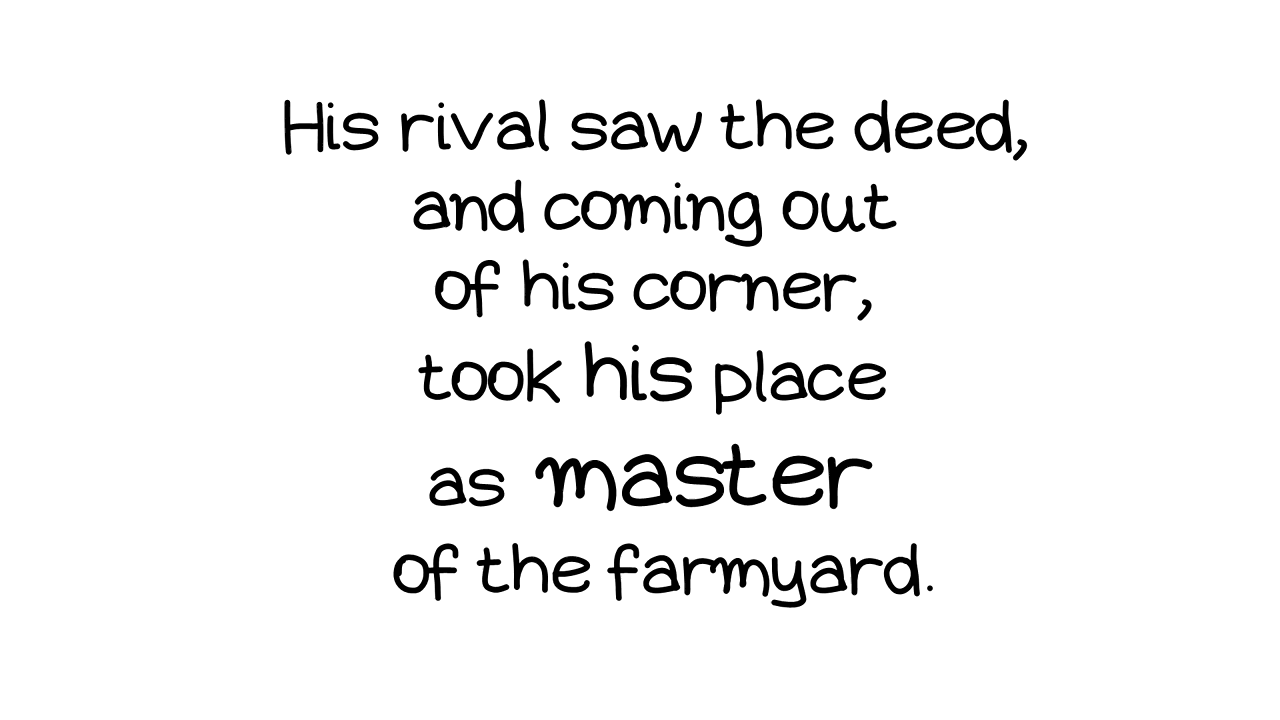 His rival saw the deed,
and coming out
of his corner,
took his place
as master
of the farmyard.